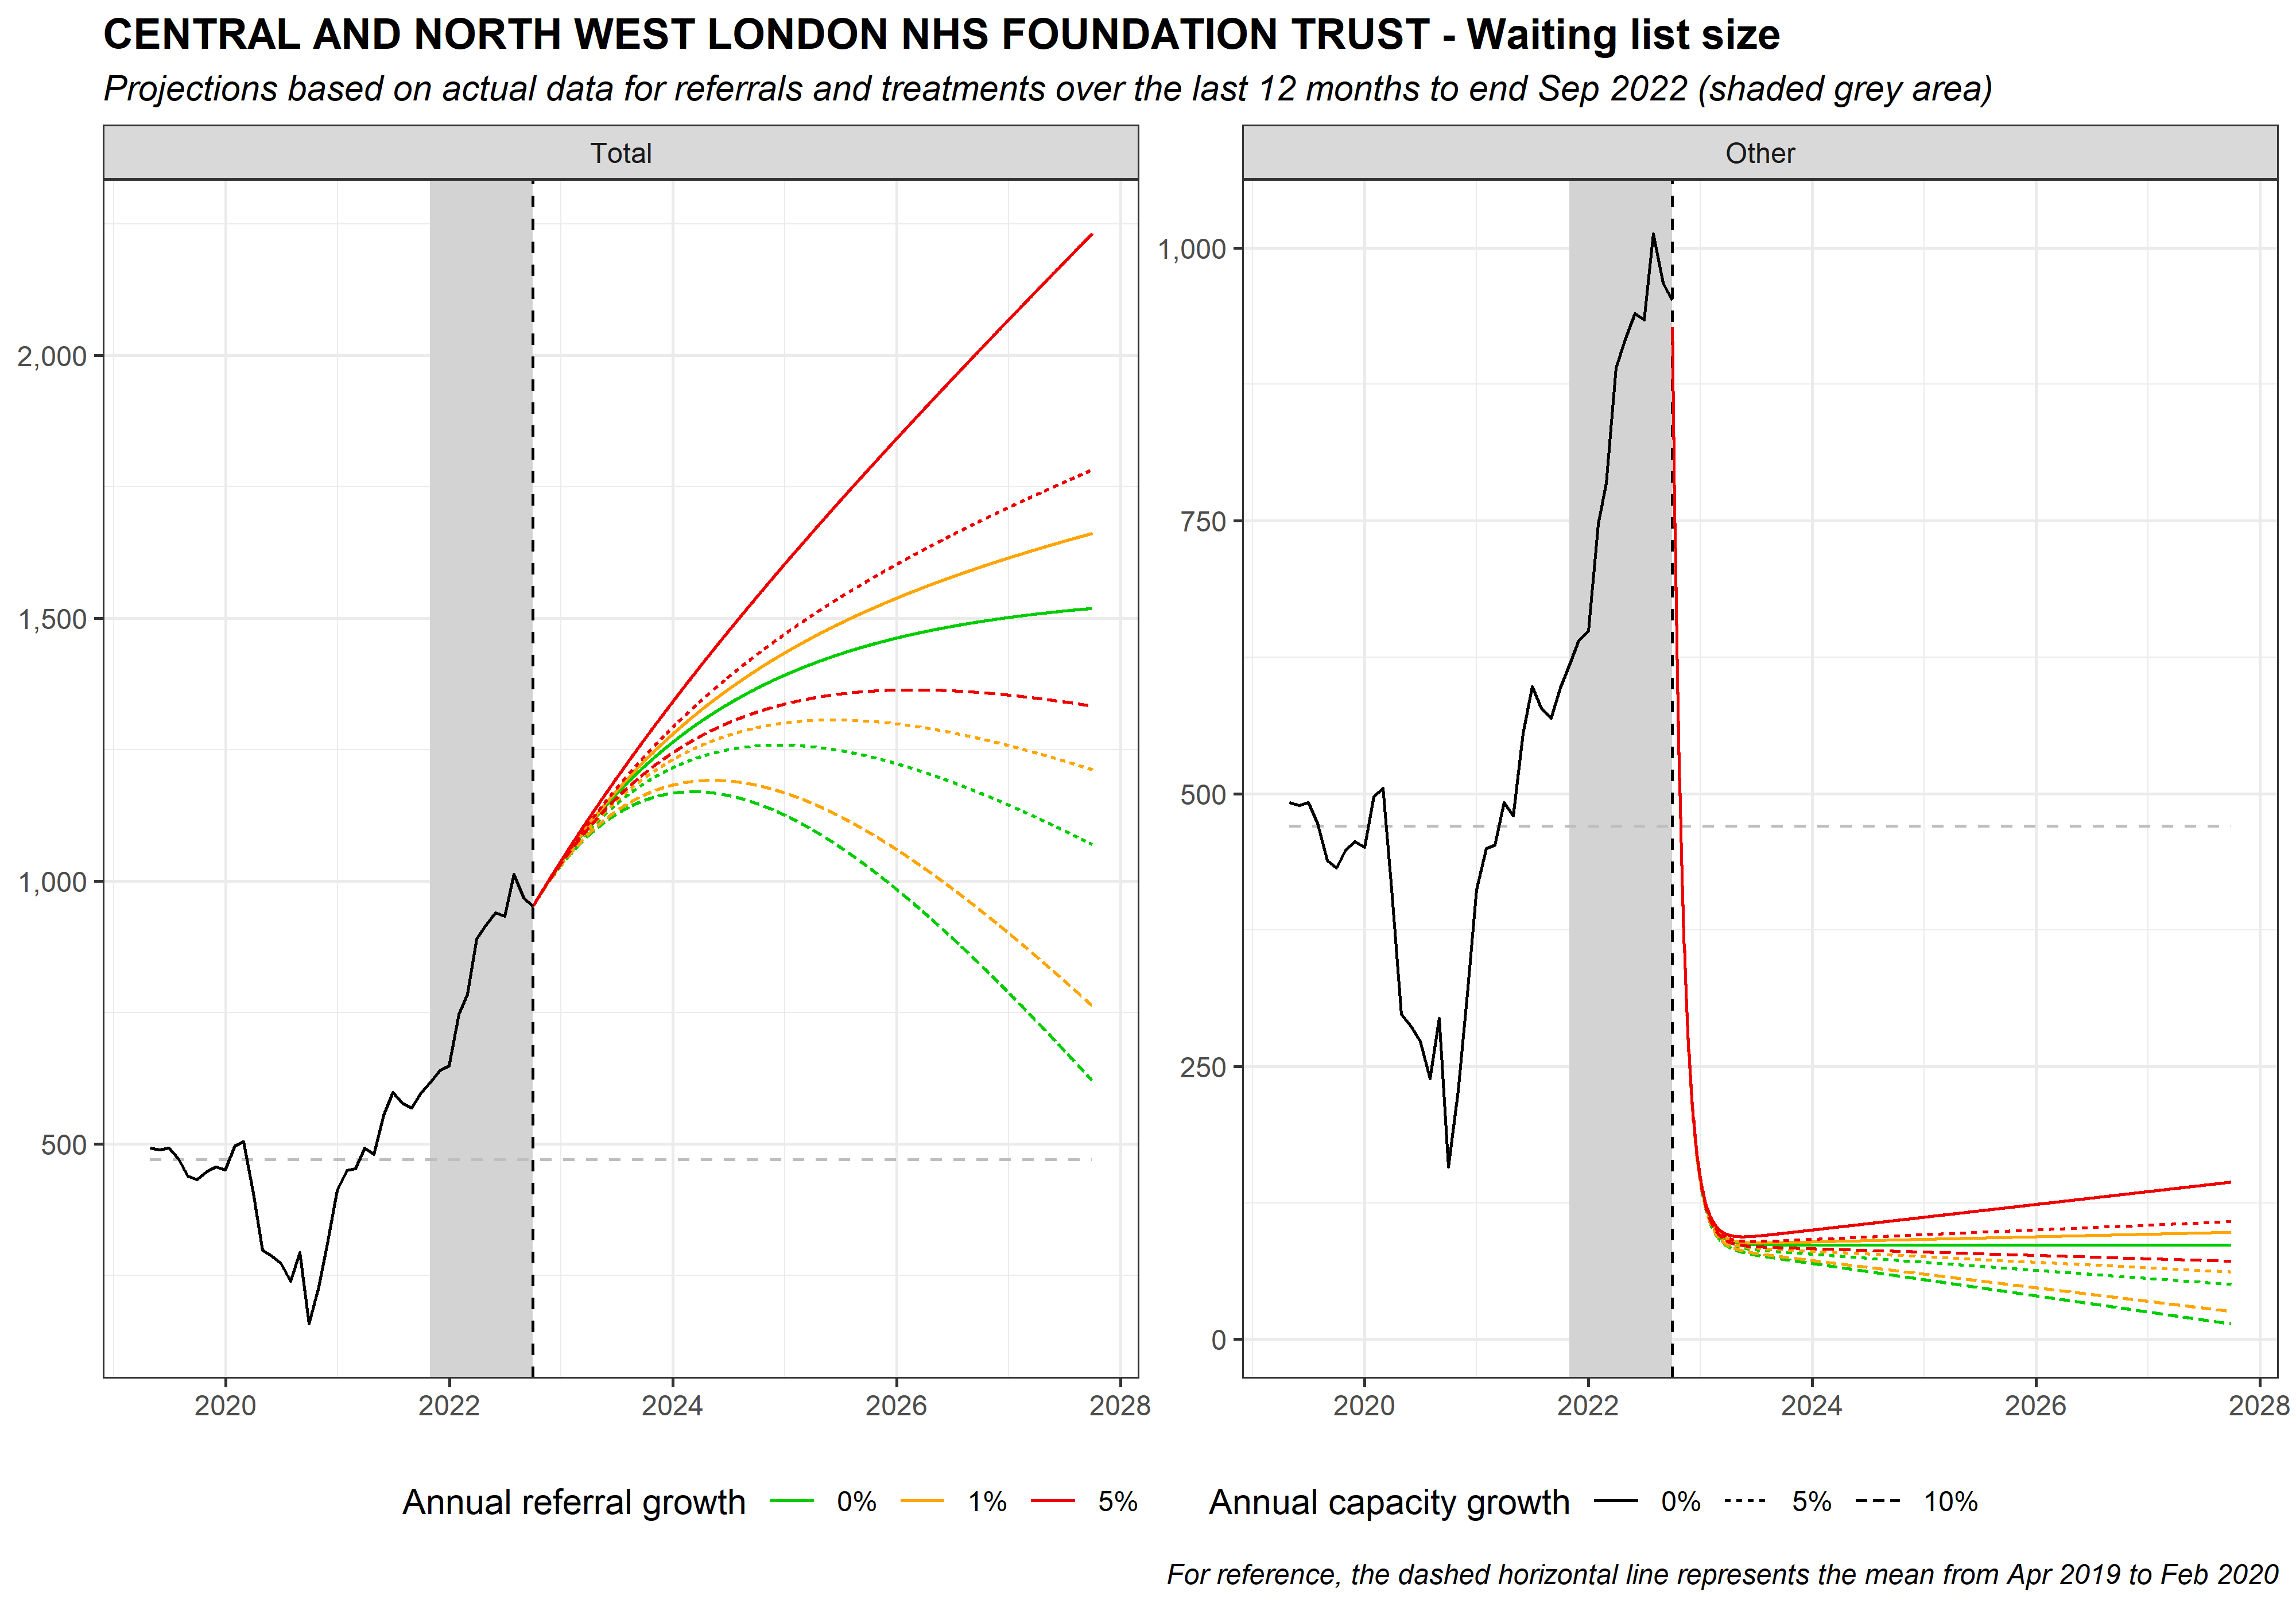 CENTRAL AND NORTH WEST LONDON NHS FOUNDATION TRUST - Waiting list size
Projections based on actual data for referrals and treatments over the last 12 months to end Sep 2022 (shaded grey area)
Total
2,000
1,500
1,000
500
2020 2022 2024 2026 2028
Other
1,000
750
500
250
0
2020 2022 2024 2026 2028
Annual referral growth 0% 1% 5%
Annual capacity growth 0% 5% 10%
For reference, the dashed horizontal line represents the mean from Apr 2019 to Feb 2020